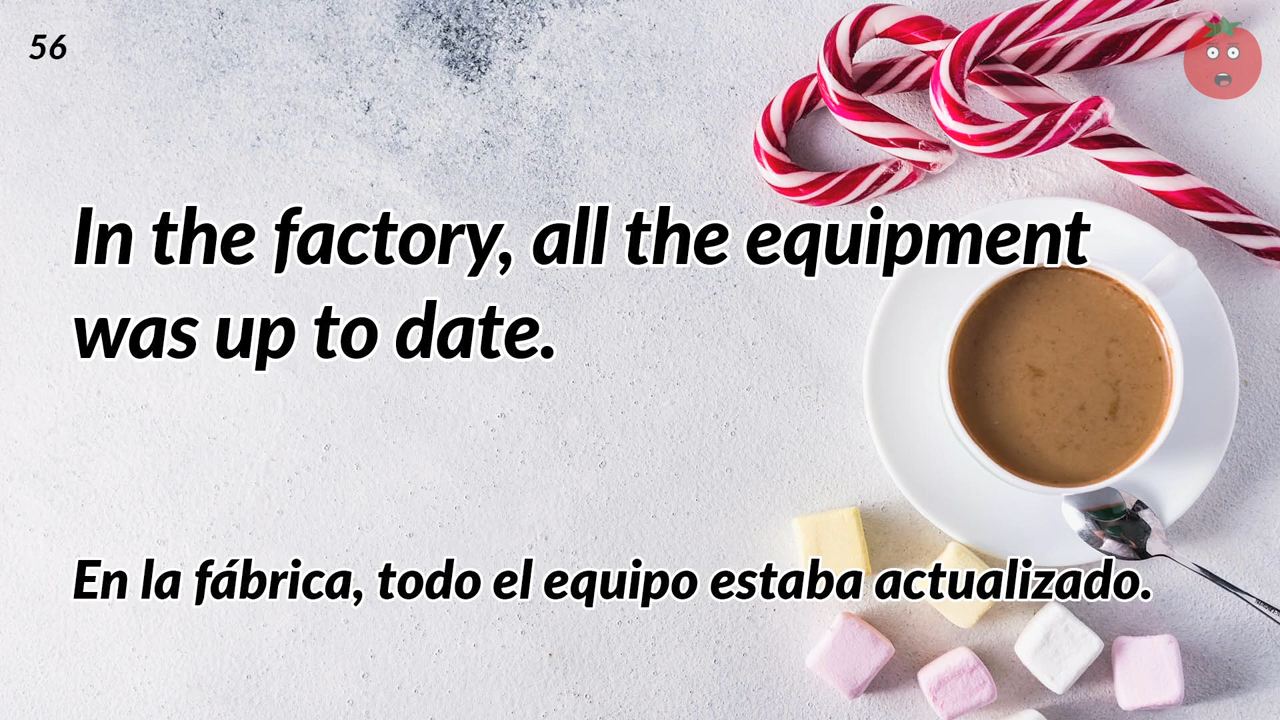 56
In the factory, all the equipment
was up to date.
En la fábrica, todo el equipo estaba actualizado.